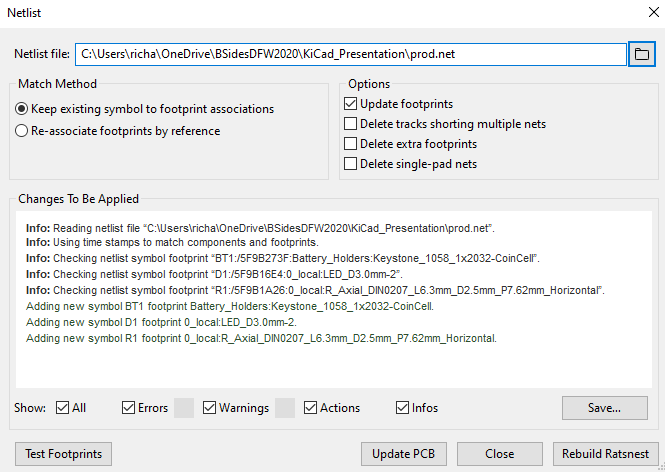 Netlist
Netlist file: C:\Users\richa\OneDrive\BSidesDFW2020\KiCad_Presentation\prod.net
Match Method
Keep existing symbol to footprint associations
Re-associate footprints by reference
Options
Update footprints
Delete tracks shorting multiple nets
Delete extra footprints
Delete single-pad nets
Changes To Be Applied
Info: Reading netlist file “C:\Users\richa\OneDrive\BSidesDFW2020\KiCad_Presentation\prod.net”.
Info: Using time stamps to match components and footprints.
Info: Checking netlist symbol footprint “BT1:/5F9B273F:Battery_Holders:Keystone_1058_1x2032-CoinCell”.
Info: Checking netlist symbol footprint “D1:/5F9B16E4:0_local:LED_D3.0mm-2”.
Info: Checking netlist symbol footprint “R1:/5F9B1A26:0_local:R_Axial_DIN0207_L6.3mm_D2.5mm_P7.62mm_Horizontal”.
Adding new symbol BT1 footprint Battery_Holders:Keystone_1058_1x2032-CoinCell.
Adding new symbol D1 footprint 0_local:LED_D3.0mm-2.
Adding new symbol R1 footprint 0_local:R_Axial_DIN0207_L6.3mm_D2.5mm_P7.62mm_Horizontal.
Show: All Errors Warnings Actions Infos Save...
Test Footprints Update PCB Close Rebuild Ratsnest